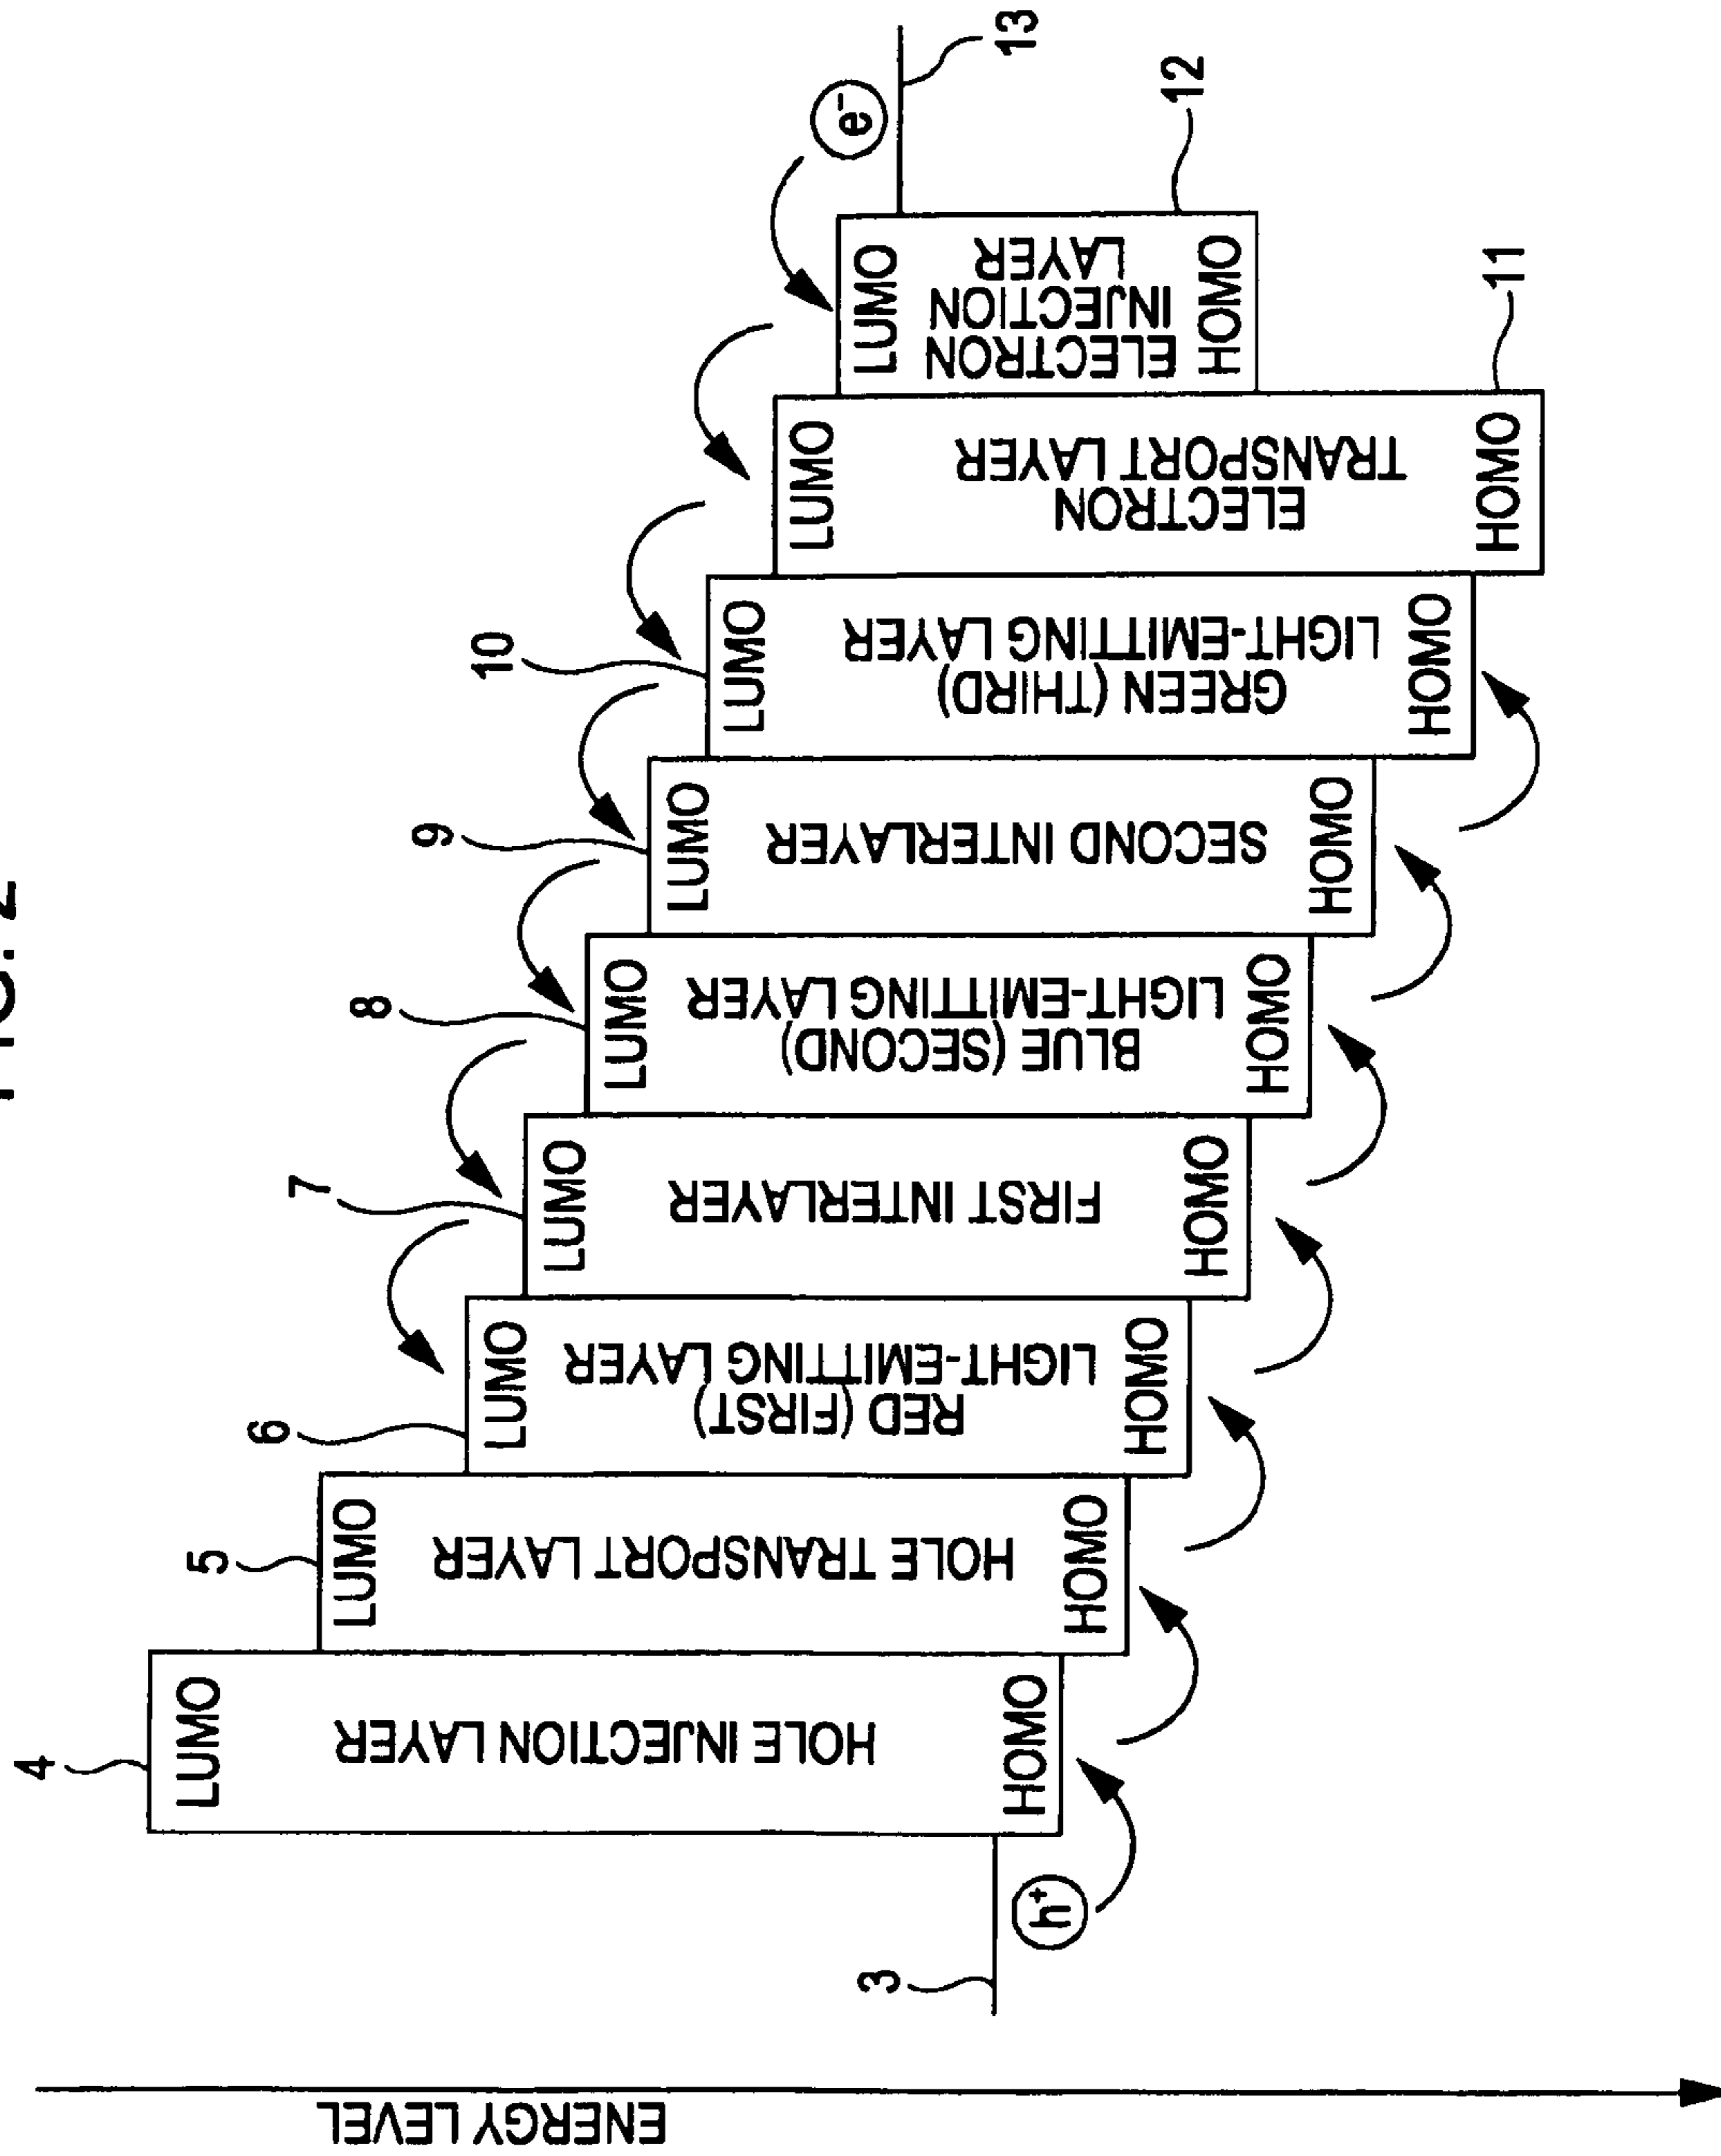 FIG. 2
ENERGY LEVEL
3
h+
4
LUMO
HOLE INJECTION LAYER
HOMO
5
LUMO
HOLE TRANSPORT LAYER
HOMO
6
LUMO
RED (FIRST)
LIGHT-EMITTING LAYER
HOMO
7
LUMO
FIRST INTERLAYER
HOMO
8
LUMO
BLUE (SECOND)
LIGHT-EMITTING LAYER
HOMO
9
LUMO
SECOND INTERLAYER
HOMO
10
LUMO
GREEN (THIRD)
LIGHT-EMITTING LAYER
HOMO
LUMO
ELECTRON
TRANSPORT LAYER
HOMO
11
LUMO
ELECTRON
INJECTION
LAYER
HOMO
12
e-
13